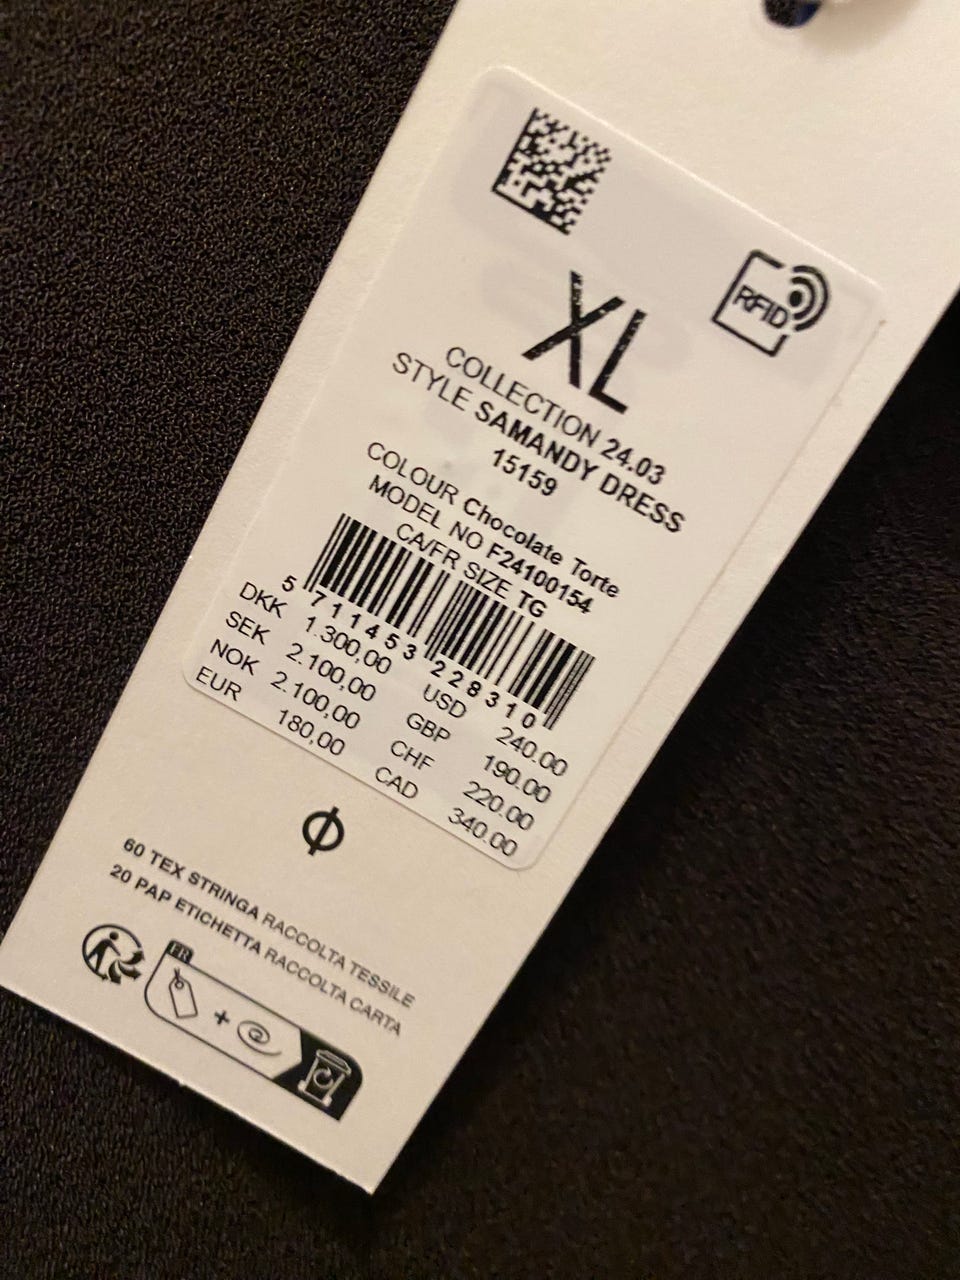 RFID
XL
COLLECTION 24.03
STYLE SAMANDY DRESS
15159
COLOUR Chocolate Torte
MODEL NO F24100154
CA/FR SIZE TG
5 711453 228310
DKK 1.300,00 USD 240.00
SEK 2.100,00 GBP 190.00
NOK 2.100,00 CHF 220.00
EUR 180,00 CAD 340.00
60 TEX STRINGA RACCOLTA TESSILE
20 PAP ETICHETTA RACCOLTA CARTA
FR
+